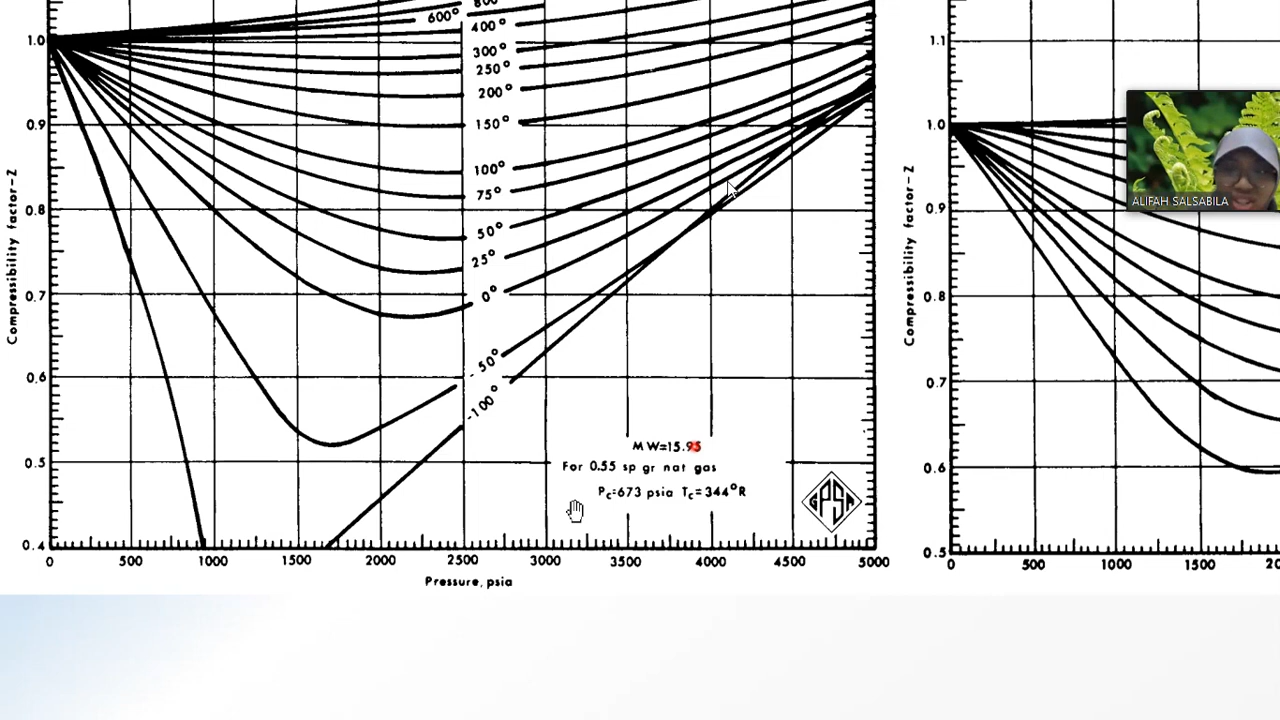 800
600°
400°
300°
250°
200°
150°
100°
75°
50°
25°
0°
-50°
-100°
1.0
0.9
0.8
0.7
0.6
0.5
0.4
Compressibility factor-Z
0 500 1000 1500 2000 2500 3000 3500 4000 4500 5000
Pressure, psia
MW=15.95
For 0.55 sp gr nat gas
Pc=673 psia Tc=344°R
GPSA
1.1
1.0
0.9
0.8
0.7
0.6
0.5
Compressibility factor-Z
0 500 1000 1500
ALIFAH SALSABILA